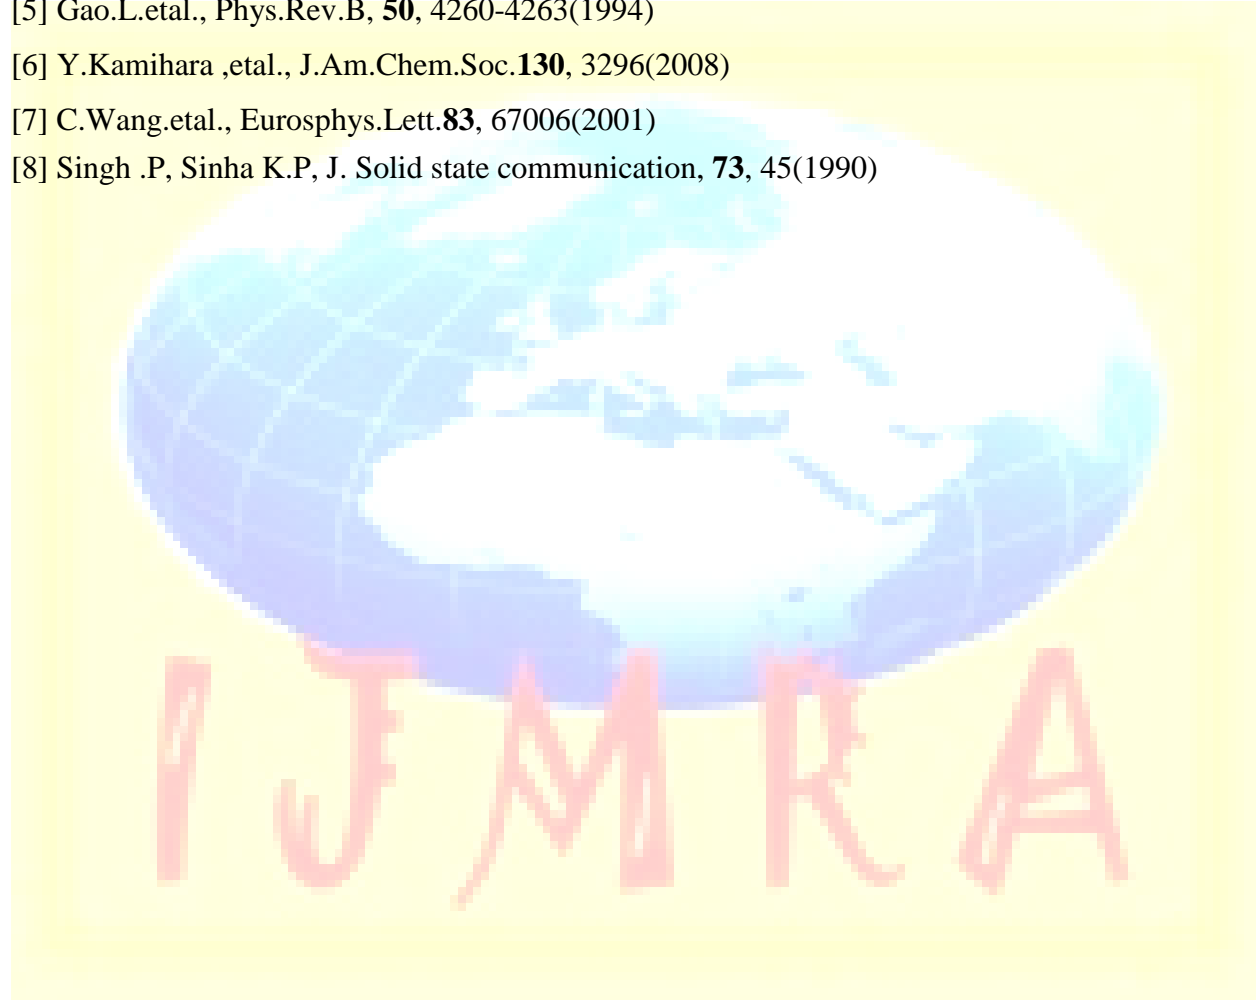 [5] Gao.L.etal., Phys.Rev.B, 50, 4260-4263(1994)
[6] Y.Kamihara ,etal., J.Am.Chem.Soc.130, 3296(2008)
[7] C.Wang.etal., Eurosphys.Lett.83, 67006(2001)
[8] Singh .P, Sinha K.P, J. Solid state communication, 73, 45(1990)
IJMRA